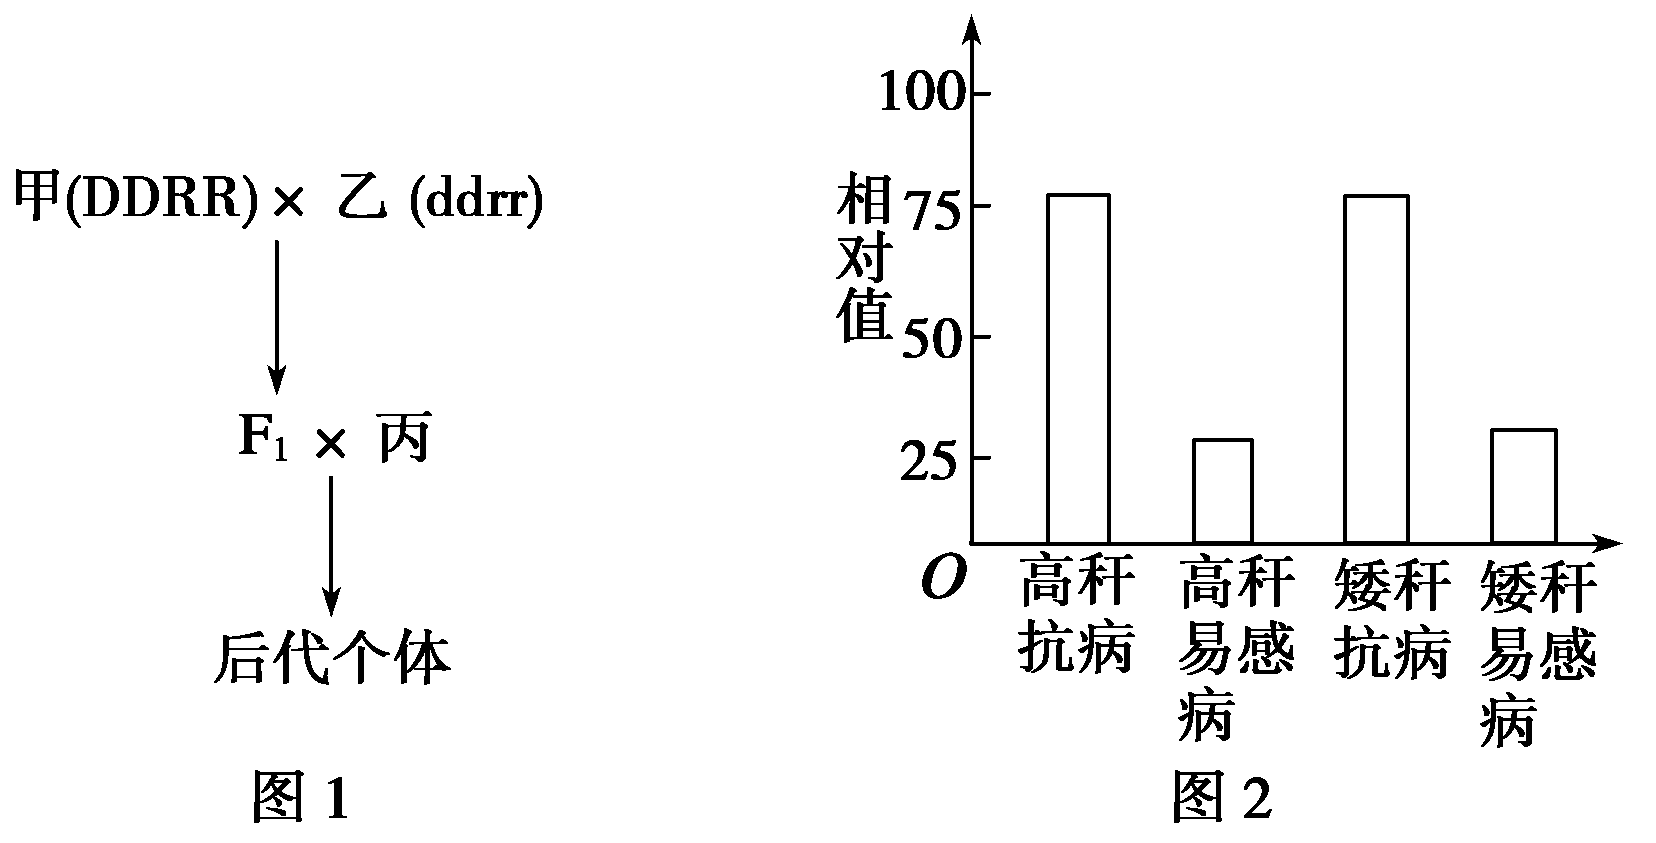 甲(DDRR) × 乙 (ddrr)
F₁ × 丙
后代个体
图 1
相对值
100
75
50
25
O
高秆抗病
高秆易感病
矮秆抗病
矮秆易感病
图 2